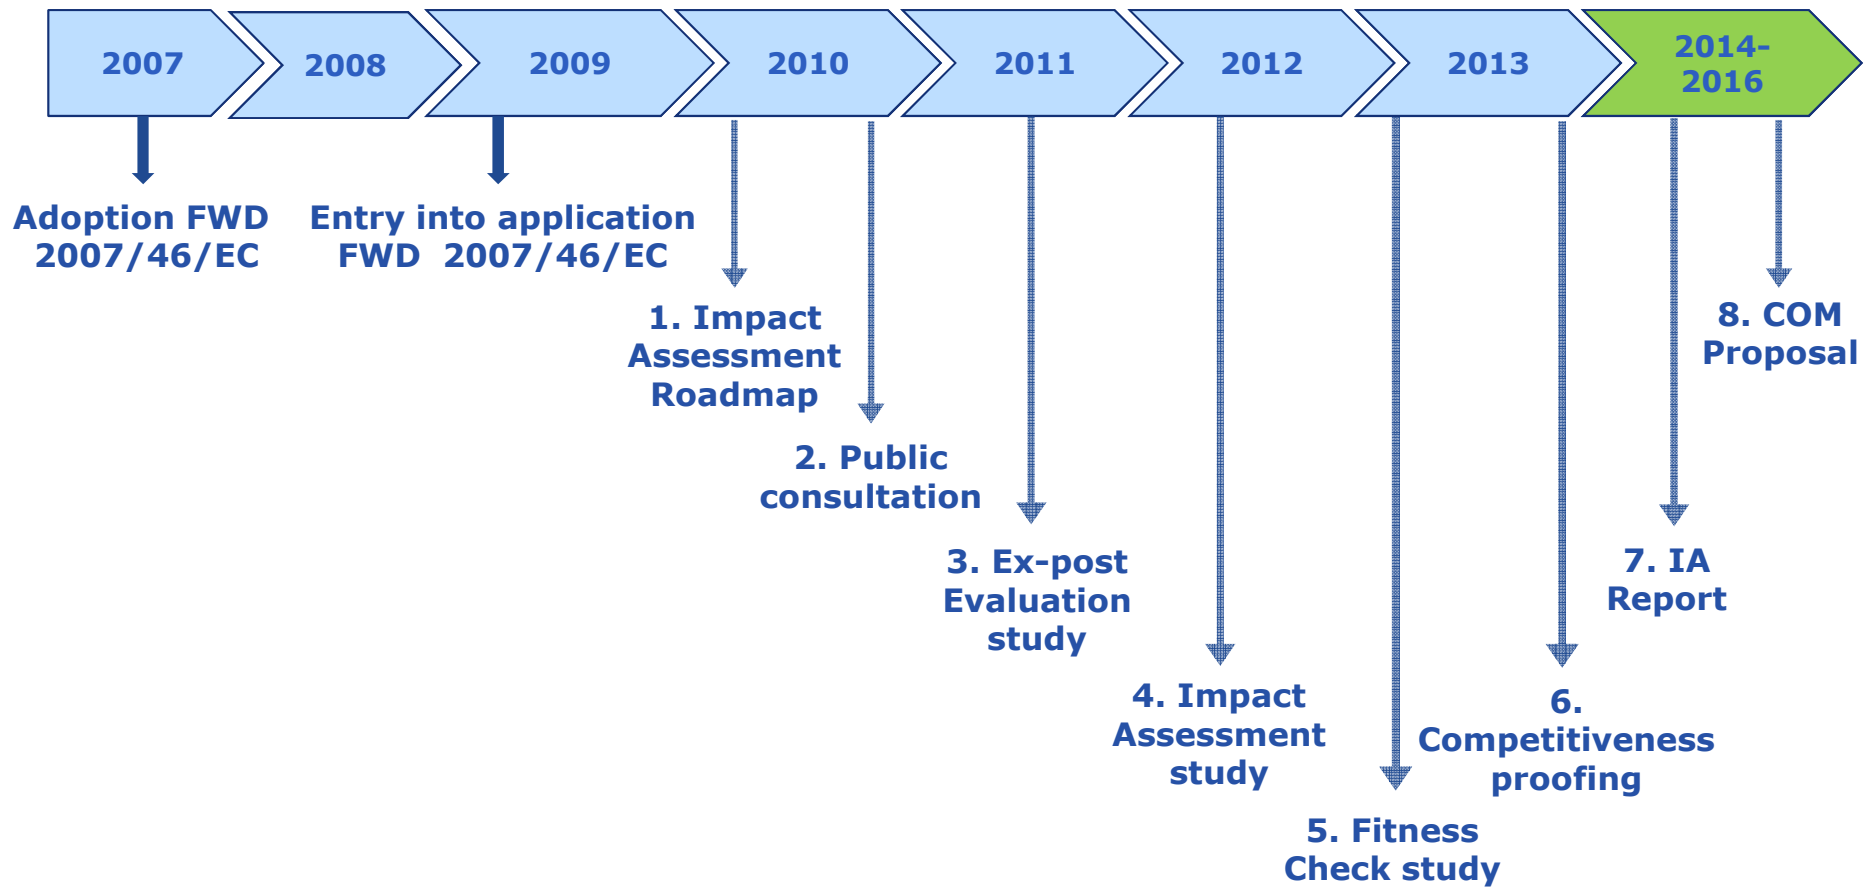 2007
2008
2009
2010
2011
2012
2013
2014-
2016
Adoption FWD
2007/46/EC
Entry into application
FWD 2007/46/EC
1. Impact
Assessment
Roadmap
2. Public
consultation
3. Ex-post
Evaluation
study
4. Impact
Assessment
study
5. Fitness
Check study
6.
Competitiveness
proofing
7. IA
Report
8. COM
Proposal